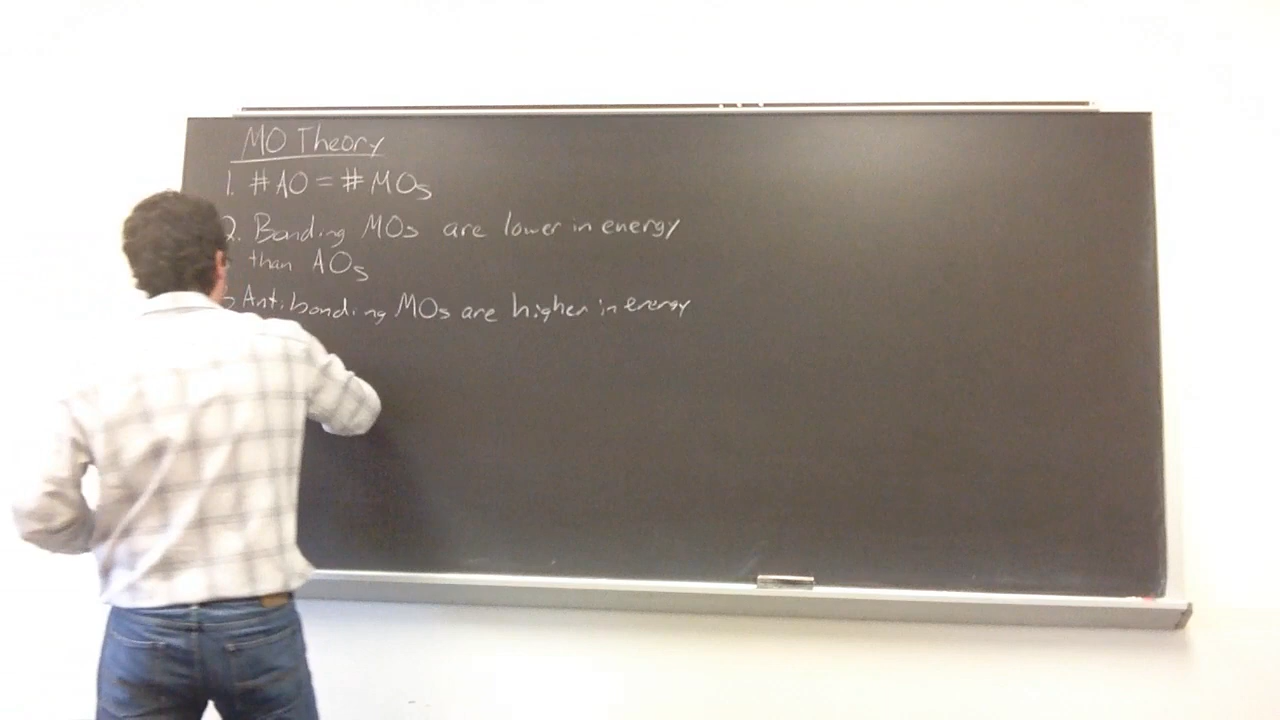 MO Theory
1. #AO = #MOs
2. Bonding MOs are lower in energy
than AOs
Antibonding MOs are higher in energy